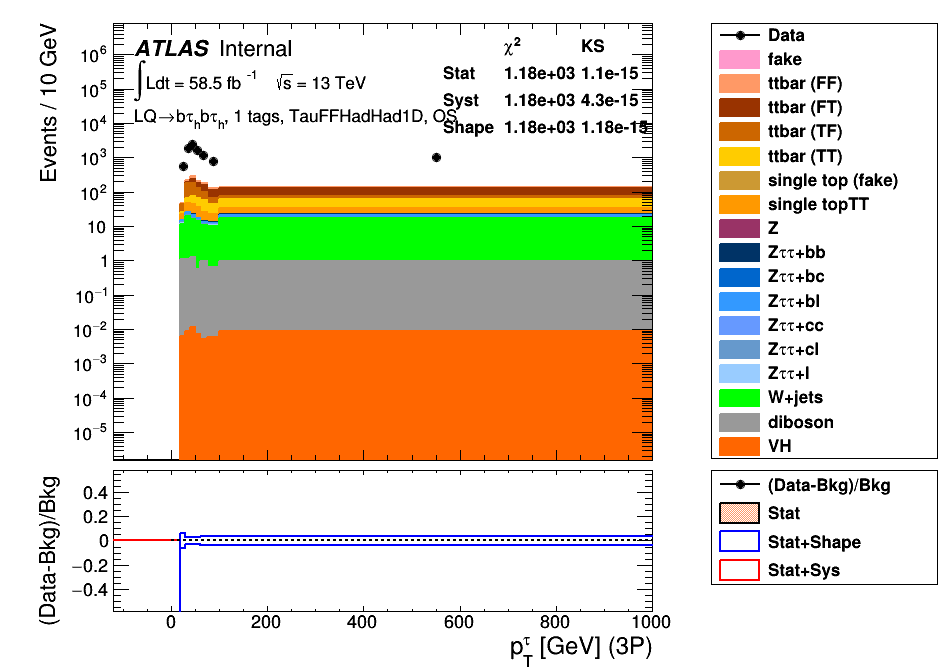 ATLAS Internal
∫Ldt = 58.5 fb⁻¹ √s = 13 TeV
LQ→bτₕbτₕ, 1 tags, TauFFHadHad1D, OS
χ² KS
Stat 1.18e+03 1.1e-15
Syst 1.18e+03 4.3e-15
Shape 1.18e+03 1.18e-15
Events / 10 GeV
10⁶
10⁵
10⁴
10³
10²
10
1
10⁻¹
10⁻²
10⁻³
10⁻⁴
10⁻⁵
Data
fake
ttbar (FF)
ttbar (FT)
ttbar (TF)
ttbar (TT)
single top (fake)
single topTT
Z
Zττ+bb
Zττ+bc
Zττ+bl
Zττ+cc
Zττ+cl
Zττ+l
W+jets
diboson
VH
(Data-Bkg)/Bkg
0.4
0.2
0
−0.2
−0.4
0 200 400 600 800 1000
p_T^τ [GeV] (3P)
(Data-Bkg)/Bkg
Stat
Stat+Shape
Stat+Sys